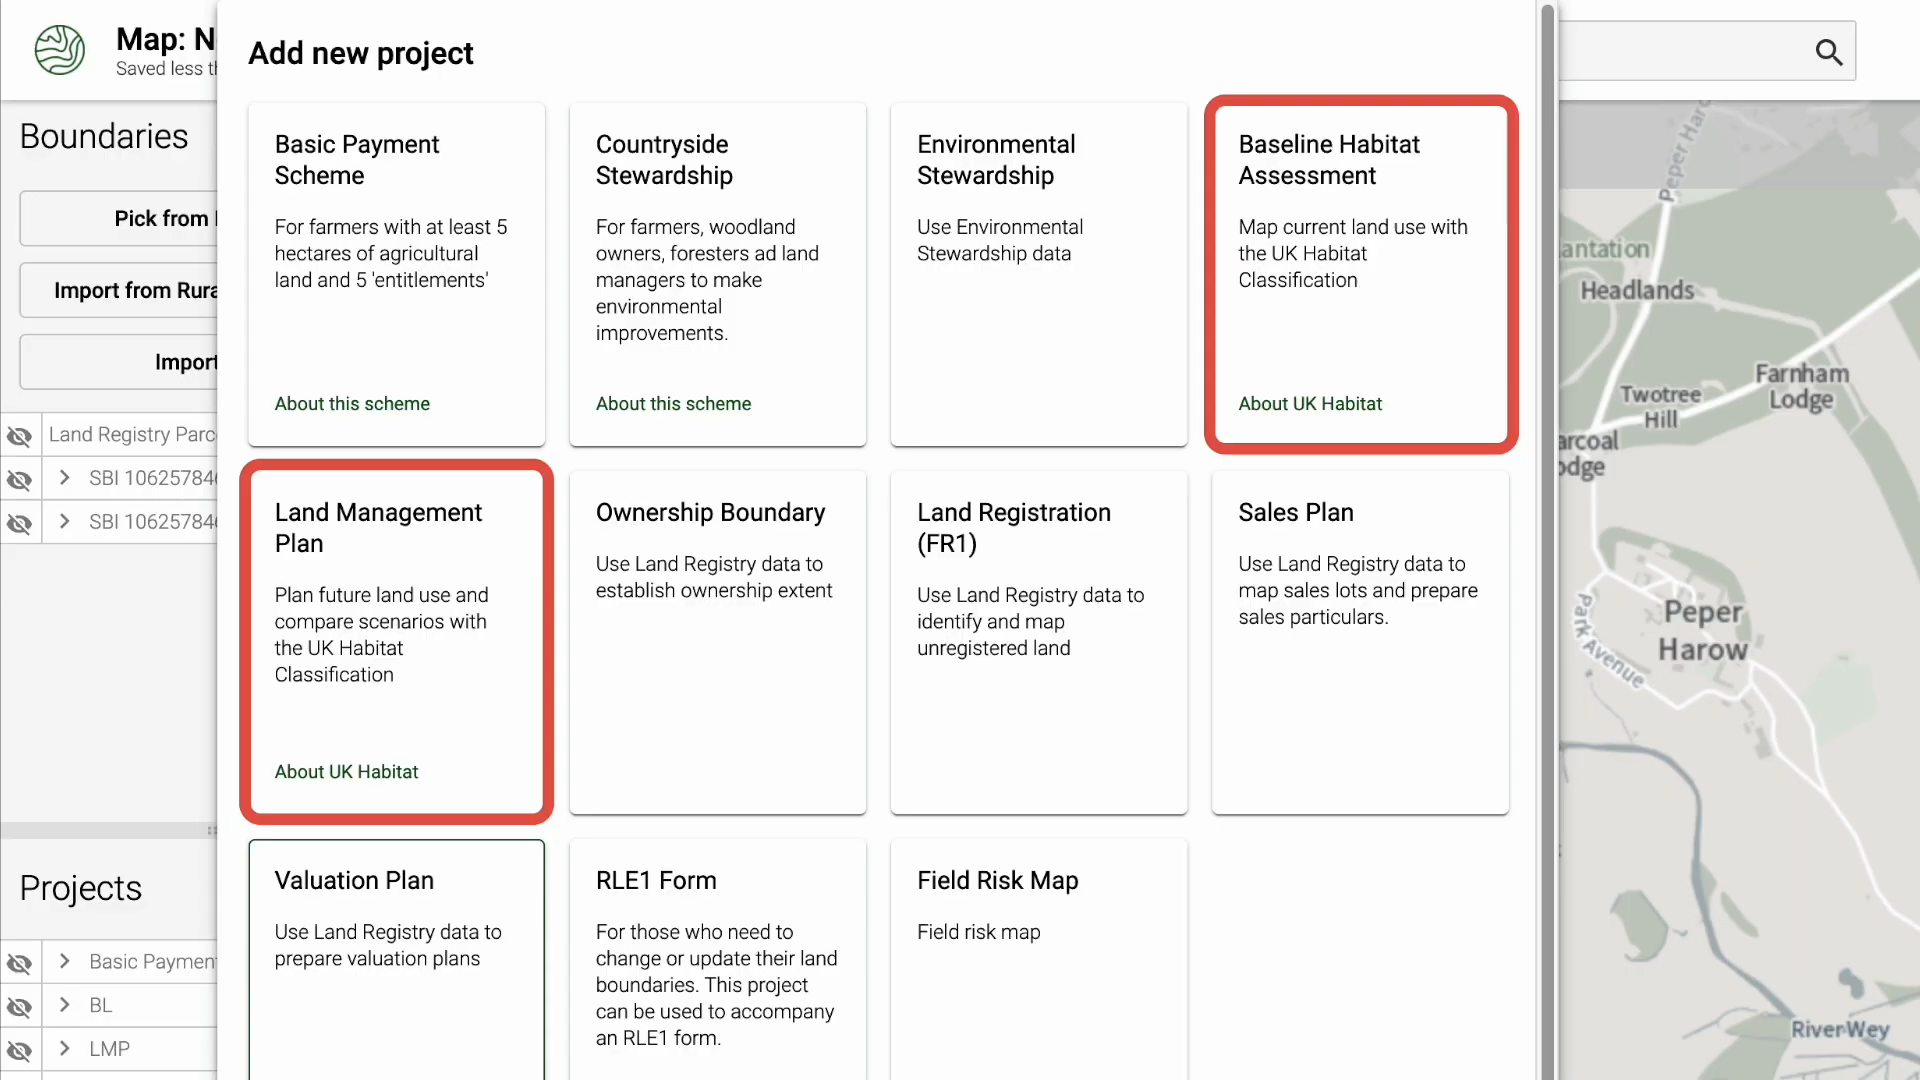 Map: N
Saved less th
Add new project
Boundaries
Pick from
Import from Rura
Import
Land Registry Parc
SBI 106257846
SBI 106257846
Projects
Basic Payment
BL
LMP
Basic Payment
Scheme
For farmers with at least 5
hectares of agricultural
land and 5 'entitlements'
About this scheme
Countryside
Stewardship
For farmers, woodland
owners, foresters ad land
managers to make
environmental
improvements.
About this scheme
Environmental
Stewardship
Use Environmental
Stewardship data
Baseline Habitat
Assessment
Map current land use with
the UK Habitat
Classification
About UK Habitat
Land Management
Plan
Plan future land use and
compare scenarios with
the UK Habitat
Classification
About UK Habitat
Ownership Boundary
Use Land Registry data to
establish ownership extent
Land Registration
(FR1)
Use Land Registry data to
identify and map
unregistered land
Sales Plan
Use Land Registry data to
map sales lots and prepare
sales particulars.
Valuation Plan
Use Land Registry data to
prepare valuation plans
RLE1 Form
For those who need to
change or update their land
boundaries. This project
can be used to accompany
an RLE1 form.
Field Risk Map
Field risk map
Peper Haro
lantation
Headlands
Farnham
Lodge
Twotree
Hill
arcoal
odge
Peper
Harow
Park Avenue
River Wey